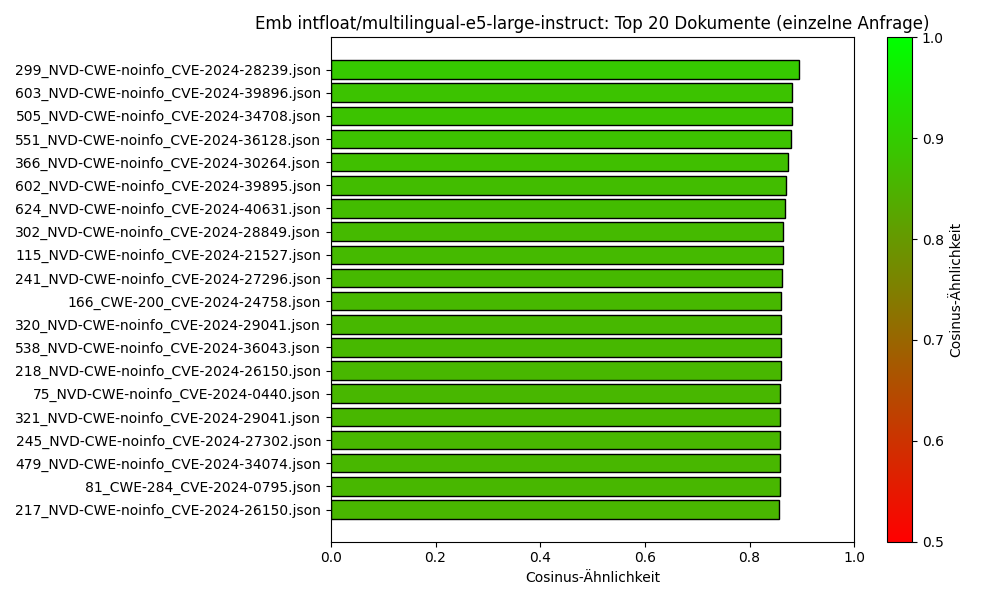 Emb intfloat/multilingual-e5-large-instruct: Top 20 Dokumente (einzelne Anfrage)
299_NVD-CWE-noinfo_CVE-2024-28239.json
603_NVD-CWE-noinfo_CVE-2024-39896.json
505_NVD-CWE-noinfo_CVE-2024-34708.json
551_NVD-CWE-noinfo_CVE-2024-36128.json
366_NVD-CWE-noinfo_CVE-2024-30264.json
602_NVD-CWE-noinfo_CVE-2024-39895.json
624_NVD-CWE-noinfo_CVE-2024-40631.json
302_NVD-CWE-noinfo_CVE-2024-28849.json
115_NVD-CWE-noinfo_CVE-2024-21527.json
241_NVD-CWE-noinfo_CVE-2024-27296.json
166_CWE-200_CVE-2024-24758.json
320_NVD-CWE-noinfo_CVE-2024-29041.json
538_NVD-CWE-noinfo_CVE-2024-36043.json
218_NVD-CWE-noinfo_CVE-2024-26150.json
75_NVD-CWE-noinfo_CVE-2024-0440.json
321_NVD-CWE-noinfo_CVE-2024-29041.json
245_NVD-CWE-noinfo_CVE-2024-27302.json
479_NVD-CWE-noinfo_CVE-2024-34074.json
81_CWE-284_CVE-2024-0795.json
217_NVD-CWE-noinfo_CVE-2024-26150.json
0.0 0.2 0.4 0.6 0.8 1.0
Cosinus-Ähnlichkeit
1.0
0.9
0.8
0.7
0.6
0.5
Cosinus-Ähnlichkeit